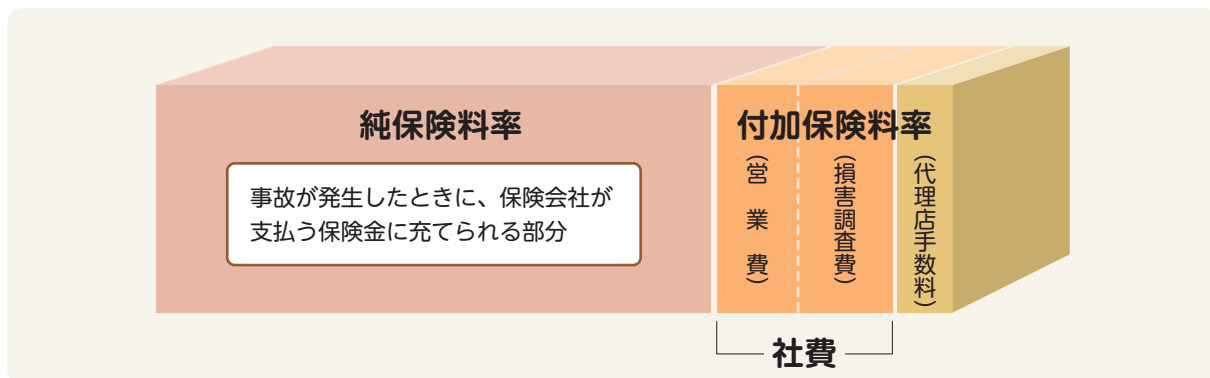 純保険料率
事故が発生したときに、保険会社が
支払う保険金に充てられる部分
付加保険料率
（営業費）
（損害調査費）
（代理店手数料）
社費